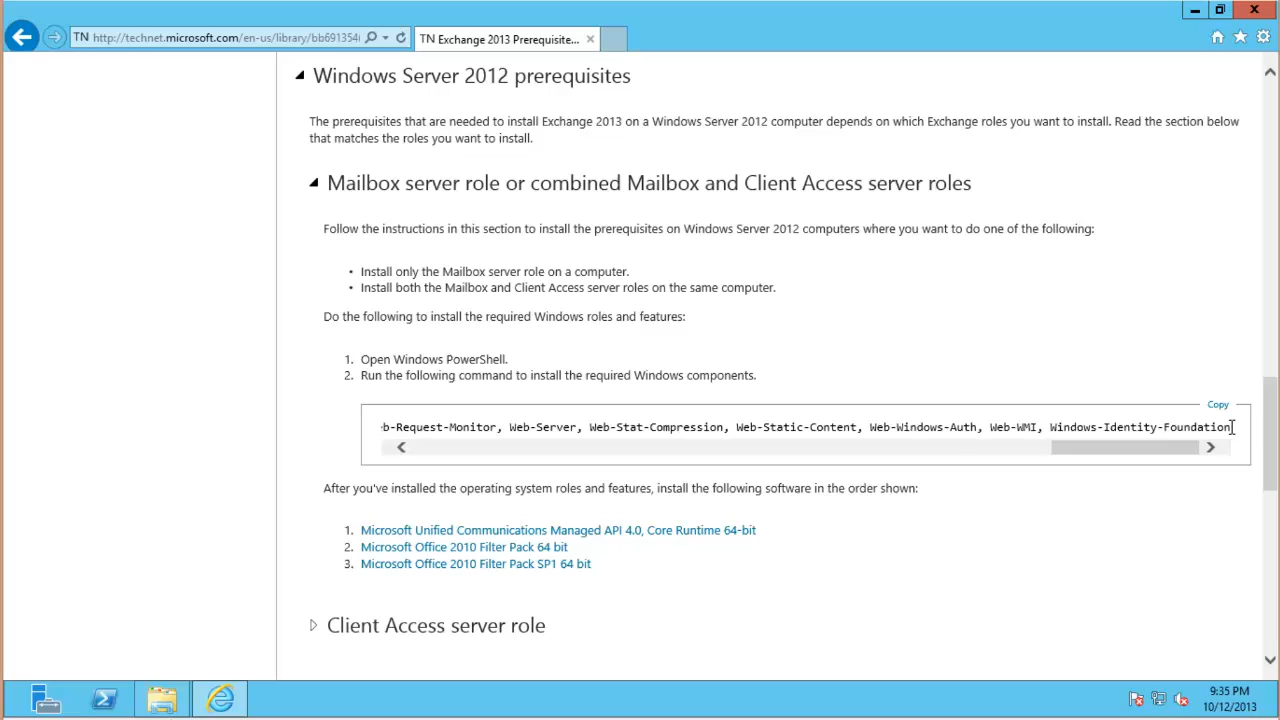 TN http://technet.microsoft.com/en-us/library/bb691354(
TN Exchange 2013 Prerequisite...
Windows Server 2012 prerequisites
The prerequisites that are needed to install Exchange 2013 on a Windows Server 2012 computer depends on which Exchange roles you want to install. Read the section below
that matches the roles you want to install.
Mailbox server role or combined Mailbox and Client Access server roles
Follow the instructions in this section to install the prerequisites on Windows Server 2012 computers where you want to do one of the following:
• Install only the Mailbox server role on a computer.
• Install both the Mailbox and Client Access server roles on the same computer.
Do the following to install the required Windows roles and features:
1. Open Windows PowerShell.
2. Run the following command to install the required Windows components.
Copy
b-Request-Monitor, Web-Server, Web-Stat-Compression, Web-Static-Content, Web-Windows-Auth, Web-WMI, Windows-Identity-Foundation
After you've installed the operating system roles and features, install the following software in the order shown:
1. Microsoft Unified Communications Managed API 4.0, Core Runtime 64-bit
2. Microsoft Office 2010 Filter Pack 64 bit
3. Microsoft Office 2010 Filter Pack SP1 64 bit
Client Access server role
9:35 PM
10/12/2013